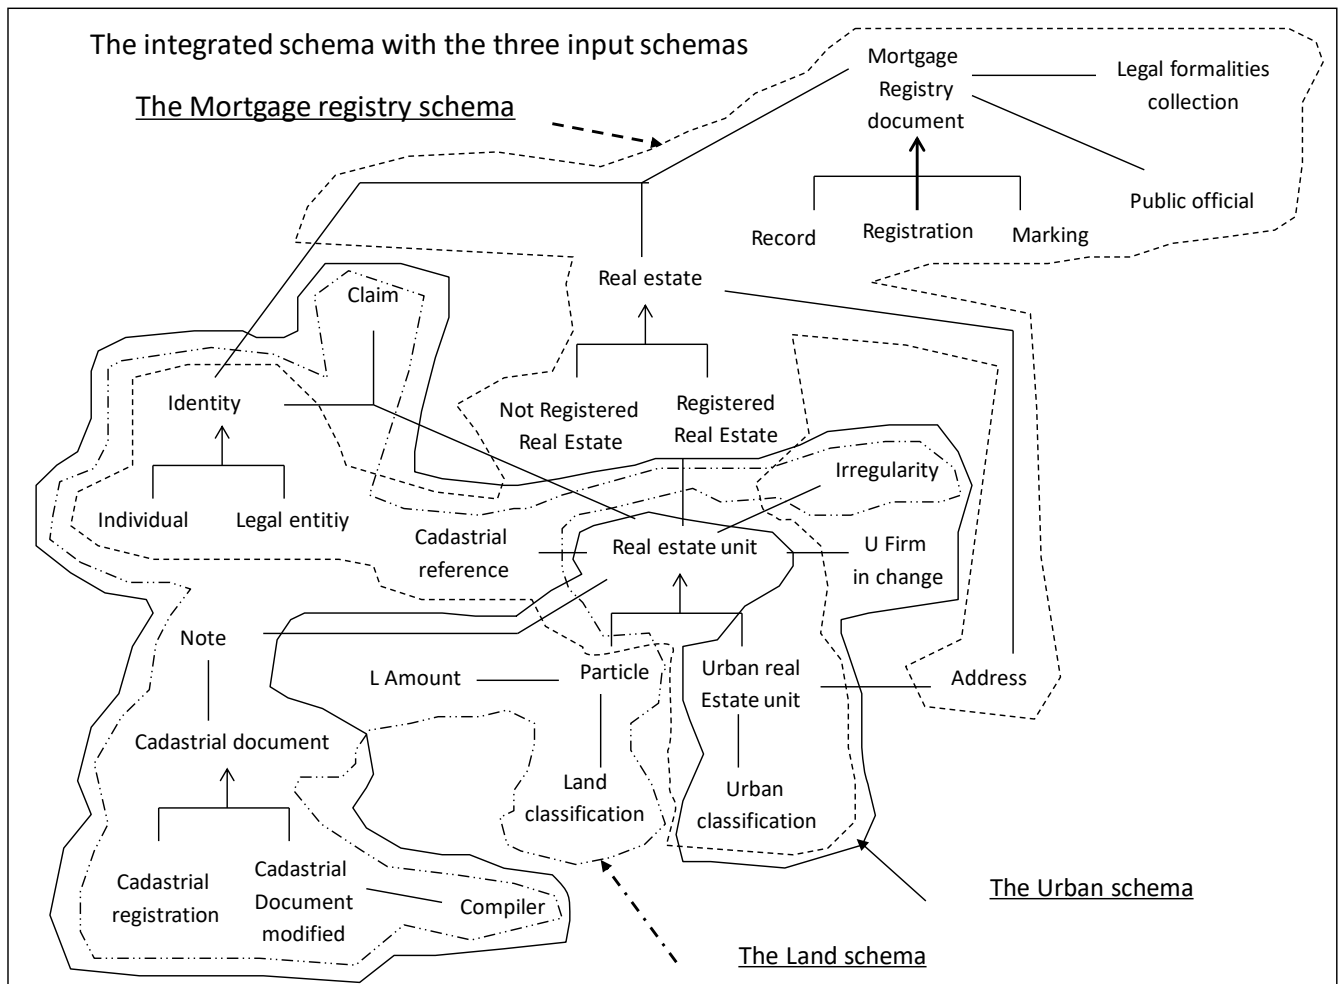 The integrated schema with the three input schemas
The Mortgage registry schema
Mortgage
Registry
document
Legal formalities
collection
Public official
Record
Registration
Marking
Real estate
Claim
Identity
Not Registered
Real Estate
Registered
Real Estate
Irregularity
Individual
Legal entitiy
Cadastrial
reference
Real estate unit
U Firm
in change
Note
L Amount
Particle
Urban real
Estate unit
Address
Cadastrial document
Land
classification
Urban
classification
Cadastrial
registration
Cadastrial
Document
modified
Compiler
The Urban schema
The Land schema